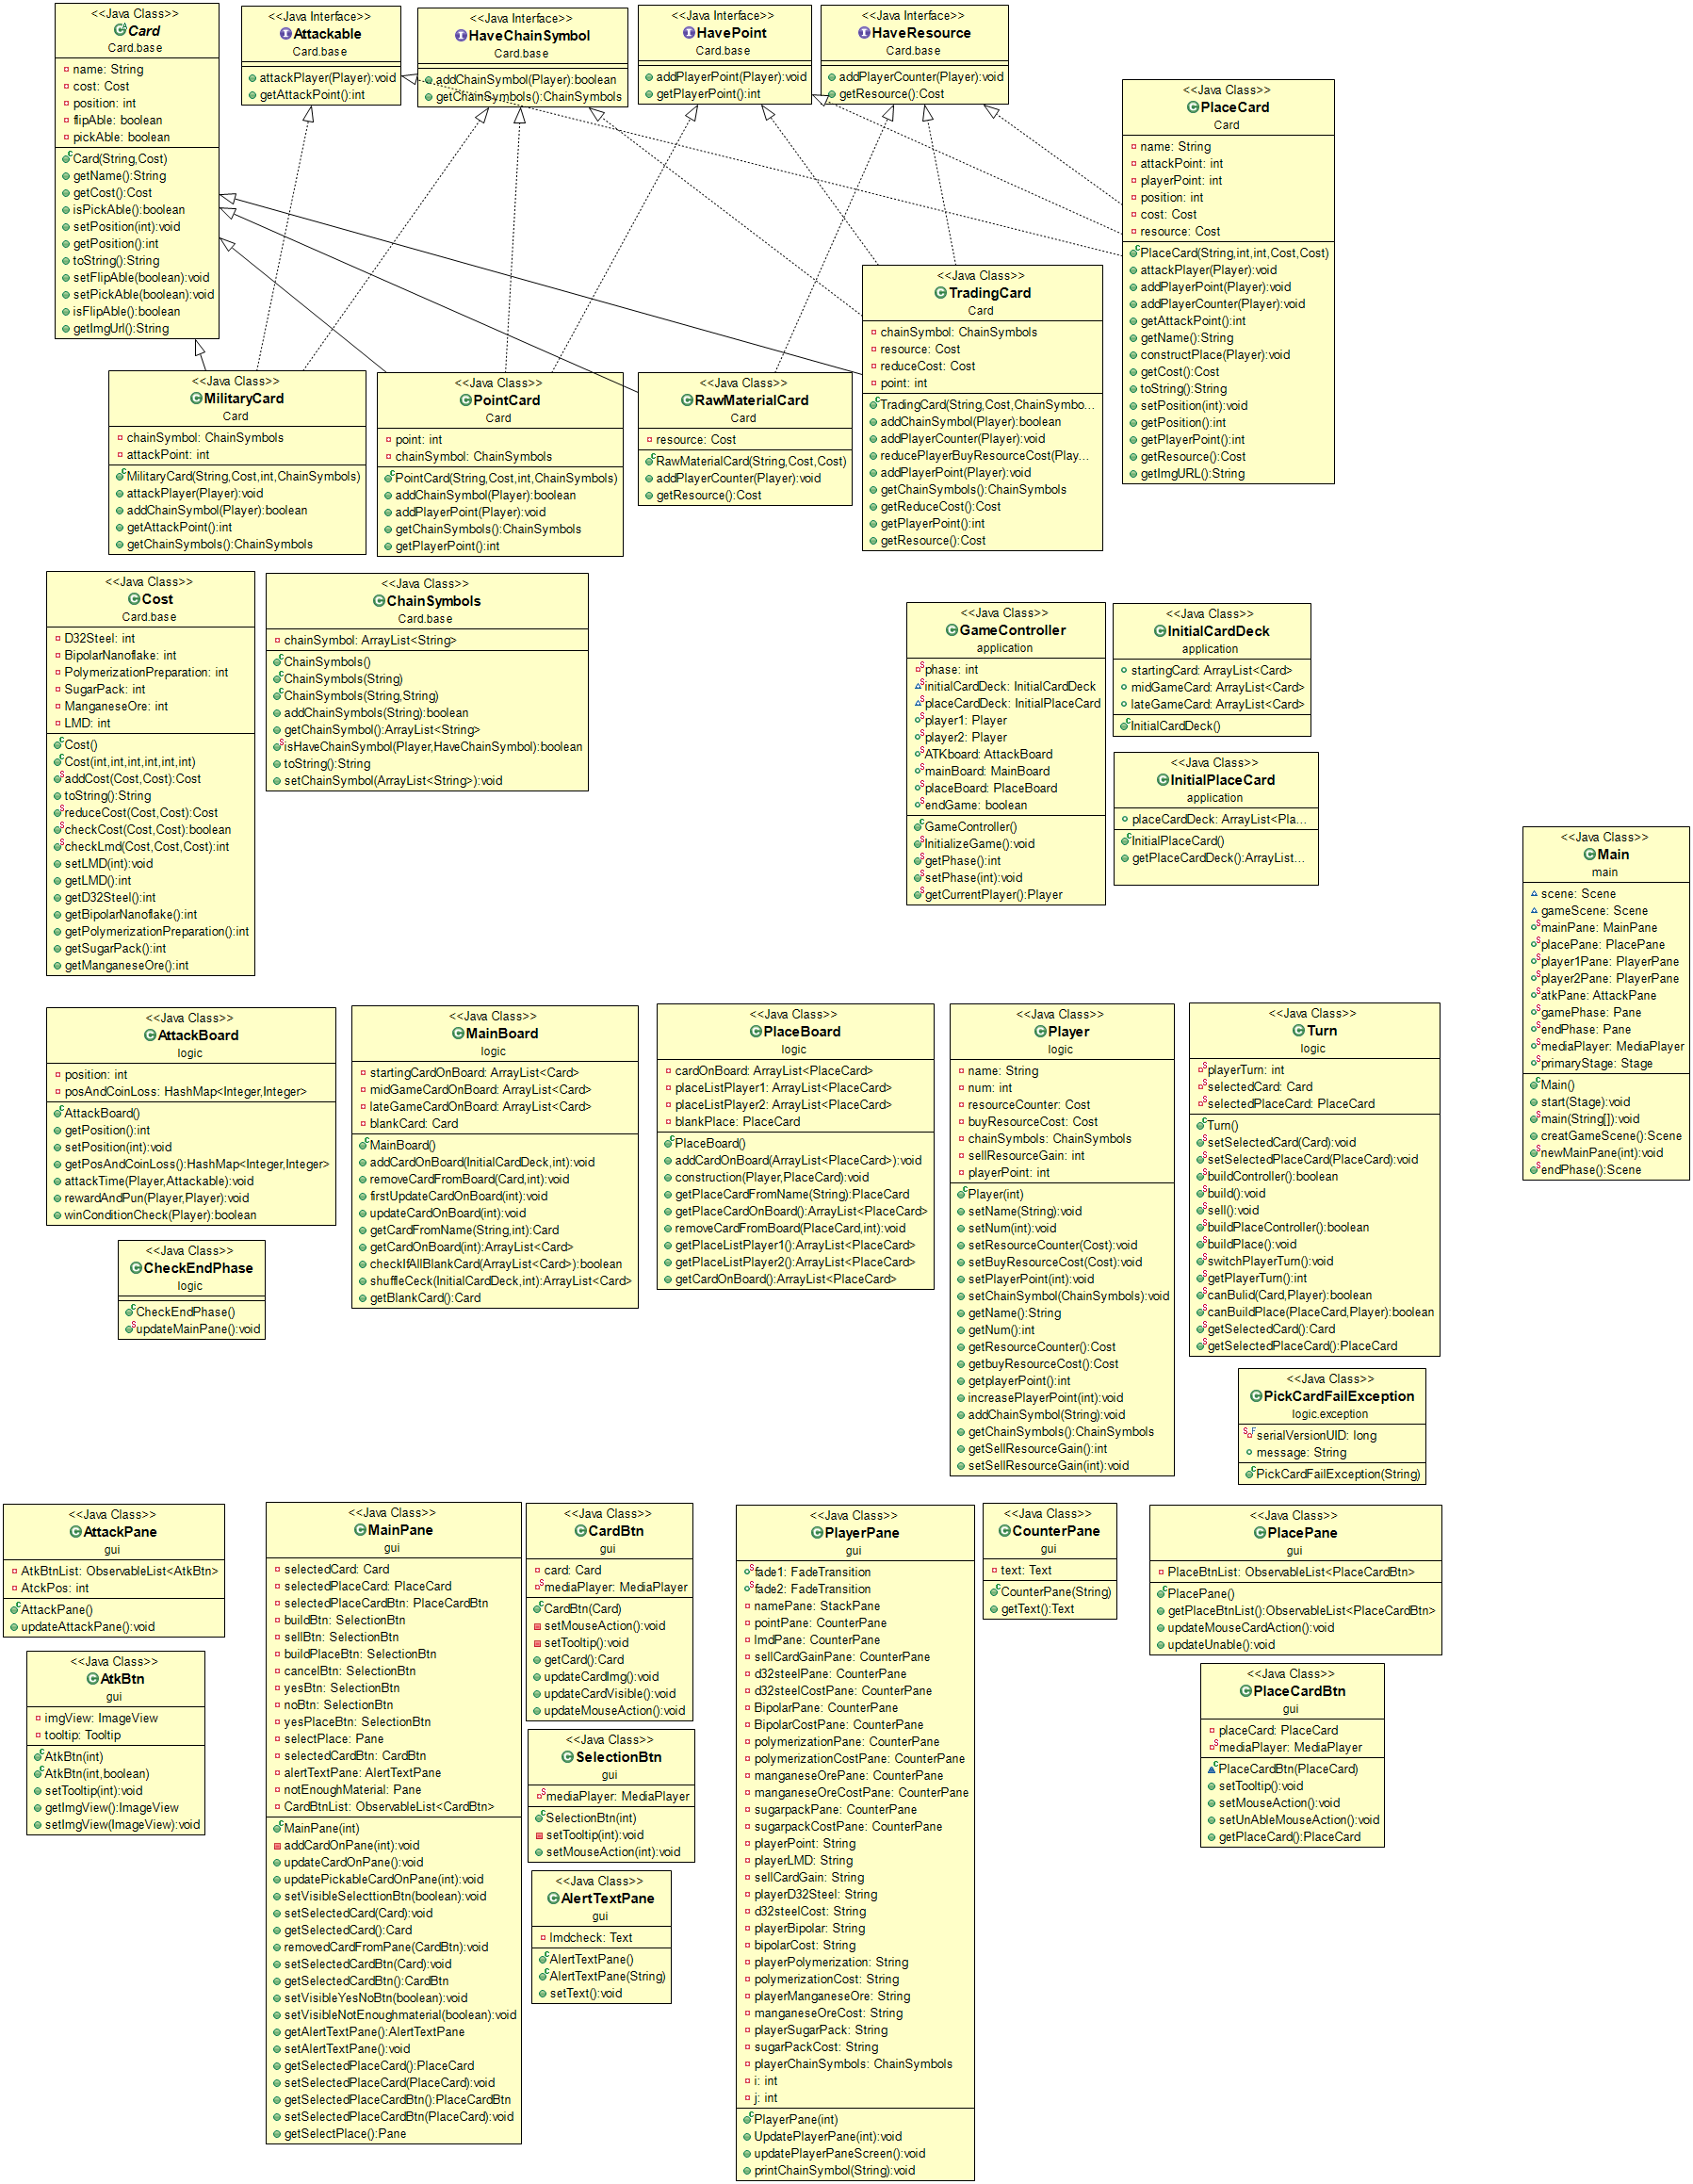 <<Java Class>>
Card
Card.base
name: String
cost: Cost
position: int
flipAble: boolean
pickAble: boolean
Card(String,Cost)
getName():String
getCost():Cost
isPickAble():boolean
setPosition(int):void
getPosition():int
toString():String
setFlipAble(boolean):void
setPickAble(boolean):void
isFlipAble():boolean
getImgUrl():String
<<Java Interface>>
Attackable
Card.base
attackPlayer(Player):void
getAttackPoint():int
<<Java Interface>>
HaveChainSymbol
Card.base
addChainSymbol(Player):boolean
getChainSymbols():ChainSymbols
<<Java Interface>>
HavePoint
Card.base
addPlayerPoint(Player):void
getPlayerPoint():int
<<Java Interface>>
HaveResource
Card.base
addPlayerCounter(Player):void
getResource():Cost
<<Java Class>>
PlaceCard
Card
name: String
attackPoint: int
playerPoint: int
position: int
cost: Cost
resource: Cost
PlaceCard(String,int,int,Cost,Cost)
attackPlayer(Player):void
addPlayerPoint(Player):void
addPlayerCounter(Player):void
getAttackPoint():int
getName():String
constructPlace(Player):void
getCost():Cost
toString():String
setPosition(int):void
getPosition():int
getPlayerPoint():int
getResource():Cost
getImgURL():String
<<Java Class>>
MilitaryCard
Card
chainSymbol: ChainSymbols
attackPoint: int
MilitaryCard(String,Cost,int,ChainSymbols)
attackPlayer(Player):void
addChainSymbol(Player):boolean
getAttackPoint():int
getChainSymbols():ChainSymbols
<<Java Class>>
PointCard
Card
point: int
chainSymbol: ChainSymbols
PointCard(String,Cost,int,ChainSymbols)
addChainSymbol(Player):boolean
addPlayerPoint(Player):void
getChainSymbols():ChainSymbols
getPlayerPoint():int
<<Java Class>>
RawMaterialCard
Card
resource: Cost
RawMaterialCard(String,Cost,Cost)
addPlayerCounter(Player):void
getResource():Cost
<<Java Class>>
TradingCard
Card
chainSymbol: ChainSymbols
resource: Cost
reduceCost: Cost
point: int
TradingCard(String,Cost,ChainSymbo...
addChainSymbol(Player):boolean
addPlayerCounter(Player):void
reducePlayerBuyResourceCost(Play...
addPlayerPoint(Player):void
getChainSymbols():ChainSymbols
getReduceCost():Cost
getPlayerPoint():int
getResource():Cost
<<Java Class>>
Cost
Card.base
D32Steel: int
BipolarNanoflake: int
PolymerizationPreparation: int
SugarPack: int
ManganeseOre: int
LMD: int
Cost()
Cost(int,int,int,int,int,int)
addCost(Cost,Cost):Cost
toString():String
reduceCost(Cost,Cost):Cost
checkCost(Cost,Cost):boolean
checkLmd(Cost,Cost,Cost):int
setLMD(int):void
getLMD():int
getD32Steel():int
getBipolarNanoflake():int
getPolymerizationPreparation():int
getSugarPack():int
getManganeseOre():int
<<Java Class>>
ChainSymbols
Card.base
chainSymbol: ArrayList<String>
ChainSymbols()
ChainSymbols(String)
ChainSymbols(String,String)
addChainSymbols(String):boolean
getChainSymbol():ArrayList<String>
isHaveChainSymbol(Player,HaveChainSymbol):boolean
toString():String
setChainSymbol(ArrayList<String>):void
<<Java Class>>
GameController
application
phase: int
initialCardDeck: InitialCardDeck
placeCardDeck: InitialPlaceCard
player1: Player
player2: Player
ATKboard: AttackBoard
mainBoard: MainBoard
placeBoard: PlaceBoard
endGame: boolean
GameController()
InitializeGame():void
getPhase():int
setPhase(int):void
getCurrentPlayer():Player
<<Java Class>>
InitialCardDeck
application
startingCard: ArrayList<Card>
midGameCard: ArrayList<Card>
lateGameCard: ArrayList<Card>
InitialCardDeck()
<<Java Class>>
InitialPlaceCard
application
placeCardDeck: ArrayList<Pla...
InitialPlaceCard()
getPlaceCardDeck():ArrayList...
<<Java Class>>
Main
main
scene: Scene
gameScene: Scene
mainPane: MainPane
placePane: PlacePane
player1Pane: PlayerPane
player2Pane: PlayerPane
atkPane: AttackPane
gamePhase: Pane
endPhase: Pane
mediaPlayer: MediaPlayer
primaryStage: Stage
Main()
start(Stage):void
main(String[]):void
creatGameScene():Scene
newMainPane(int):void
endPhase():Scene
<<Java Class>>
AttackBoard
logic
position: int
posAndCoinLoss: HashMap<Integer,Integer>
AttackBoard()
getPosition():int
setPosition(int):void
getPosAndCoinLoss():HashMap<Integer,Integer>
attackTime(Player,Attackable):void
rewardAndPun(Player,Player):void
winConditionCheck(Player):boolean
<<Java Class>>
CheckEndPhase
logic
CheckEndPhase()
updateMainPane():void
<<Java Class>>
MainBoard
logic
startingCardOnBoard: ArrayList<Card>
midGameCardOnBoard: ArrayList<Card>
lateGameCardOnBoard: ArrayList<Card>
blankCard: Card
MainBoard()
addCardOnBoard(InitialCardDeck,int):void
removeCardFromBoard(Card,int):void
firstUpdateCardOnBoard(int):void
updateCardOnBoard(int):void
getCardFromName(String,int):Card
getCardOnBoard(int):ArrayList<Card>
checkIfAllBlankCard(ArrayList<Card>):boolean
shuffleCeck(InitialCardDeck,int):ArrayList<Card>
getBlankCard():Card
<<Java Class>>
PlaceBoard
logic
cardOnBoard: ArrayList<PlaceCard>
placeListPlayer1: ArrayList<PlaceCard>
placeListPlayer2: ArrayList<PlaceCard>
blankPlace: PlaceCard
PlaceBoard()
addCardOnBoard(ArrayList<PlaceCard>):void
construction(Player,PlaceCard):void
getPlaceCardFromName(String):PlaceCard
getPlaceCardOnBoard():ArrayList<PlaceCard>
removeCardFromBoard(PlaceCard,int):void
getPlaceListPlayer1():ArrayList<PlaceCard>
getPlaceListPlayer2():ArrayList<PlaceCard>
getCardOnBoard():ArrayList<PlaceCard>
<<Java Class>>
Player
logic
name: String
num: int
resourceCounter: Cost
buyResourceCost: Cost
chainSymbols: ChainSymbols
sellResourceGain: int
playerPoint: int
Player(int)
setName(String):void
setNum(int):void
setResourceCounter(Cost):void
setBuyResourceCost(Cost):void
setPlayerPoint(int):void
setChainSymbol(ChainSymbols):void
getName():String
getNum():int
getResourceCounter():Cost
getbuyResourceCost():Cost
getplayerPoint():int
increasePlayerPoint(int):void
addChainSymbol(String):void
getChainSymbols():ChainSymbols
getSellResourceGain():int
setSellResourceGain(int):void
<<Java Class>>
Turn
logic
playerTurn: int
selectedCard: Card
selectedPlaceCard: PlaceCard
Turn()
setSelectedCard(Card):void
setSelectedPlaceCard(PlaceCard):void
buildController():boolean
build():void
sell():void
buildPlaceController():boolean
buildPlace():void
switchPlayerTurn():void
getPlayerTurn():int
canBulid(Card,Player):boolean
canBuildPlace(PlaceCard,Player):boolean
getSelectedCard():Card
getSelectedPlaceCard():PlaceCard
<<Java Class>>
PickCardFailException
logic.exception
serialVersionUID: long
message: String
PickCardFailException(String)
<<Java Class>>
AttackPane
gui
AtkBtnList: ObservableList<AtkBtn>
AtckPos: int
AttackPane()
updateAttackPane():void
<<Java Class>>
AtkBtn
gui
imgView: ImageView
tooltip: Tooltip
AtkBtn(int)
AtkBtn(int,boolean)
setTooltip(int):void
getImgView():ImageView
setImgView(ImageView):void
<<Java Class>>
MainPane
gui
selectedCard: Card
selectedPlaceCard: PlaceCard
selectedPlaceCardBtn: PlaceCardBtn
buildBtn: SelectionBtn
sellBtn: SelectionBtn
buildPlaceBtn: SelectionBtn
cancelBtn: SelectionBtn
yesBtn: SelectionBtn
noBtn: SelectionBtn
yesPlaceBtn: SelectionBtn
selectPlace: Pane
selectedCardBtn: CardBtn
alertTextPane: AlertTextPane
notEnoughMaterial: Pane
CardBtnList: ObservableList<CardBtn>
MainPane(int)
addCardOnPane(int):void
updateCardOnPane():void
updatePickableCardOnPane(int):void
setVisibleSelecttionBtn(boolean):void
setSelectedCard(Card):void
getSelectedCard():Card
removedCardFromPane(CardBtn):void
setSelectedCardBtn(Card):void
getSelectedCardBtn():CardBtn
setVisibleYesNoBtn(boolean):void
setVisibleNotEnoughmaterial(boolean):void
getAlertTextPane():AlertTextPane
setAlertTextPane():void
getSelectedPlaceCard():PlaceCard
setSelectedPlaceCard(PlaceCard):void
getSelectedPlaceCardBtn():PlaceCardBtn
setSelectedPlaceCardBtn(PlaceCard):void
getSelectPlace():Pane
<<Java Class>>
CardBtn
gui
card: Card
mediaPlayer: MediaPlayer
CardBtn(Card)
setMouseAction():void
setTooltip():void
getCard():Card
updateCardImg():void
updateCardVisible():void
updateMouseAction():void
<<Java Class>>
SelectionBtn
gui
mediaPlayer: MediaPlayer
SelectionBtn(int)
setTooltip(int):void
setMouseAction(int):void
<<Java Class>>
AlertTextPane
gui
lmdcheck: Text
AlertTextPane()
AlertTextPane(String)
setText():void
<<Java Class>>
PlayerPane
gui
fade1: FadeTransition
fade2: FadeTransition
namePane: StackPane
pointPane: CounterPane
lmdPane: CounterPane
sellCardGainPane: CounterPane
d32steelPane: CounterPane
d32steelCostPane: CounterPane
BipolarPane: CounterPane
BipolarCostPane: CounterPane
polymerizationPane: CounterPane
polymerizationCostPane: CounterPane
manganeseOrePane: CounterPane
manganeseOreCostPane: CounterPane
sugarpackPane: CounterPane
sugarpackCostPane: CounterPane
playerPoint: String
playerLMD: String
sellCardGain: String
playerD32Steel: String
d32steelCost: String
playerBipolar: String
bipolarCost: String
playerPolymerization: String
polymerizationCost: String
playerManganeseOre: String
manganeseOreCost: String
playerSugarPack: String
sugarPackCost: String
playerChainSymbols: ChainSymbols
i: int
j: int
PlayerPane(int)
UpdatePlayerPane(int):void
updatePlayerPaneScreen():void
printChainSymbol(String):void
<<Java Class>>
CounterPane
gui
text: Text
CounterPane(String)
getText():Text
<<Java Class>>
PlacePane
gui
PlaceBtnList: ObservableList<PlaceCardBtn>
PlacePane()
getPlaceBtnList():ObservableList<PlaceCardBtn>
updateMouseCardAction():void
updateUnable():void
<<Java Class>>
PlaceCardBtn
gui
placeCard: PlaceCard
mediaPlayer: MediaPlayer
PlaceCardBtn(PlaceCard)
setTooltip():void
setMouseAction():void
setUnAbleMouseAction():void
getPlaceCard():PlaceCard